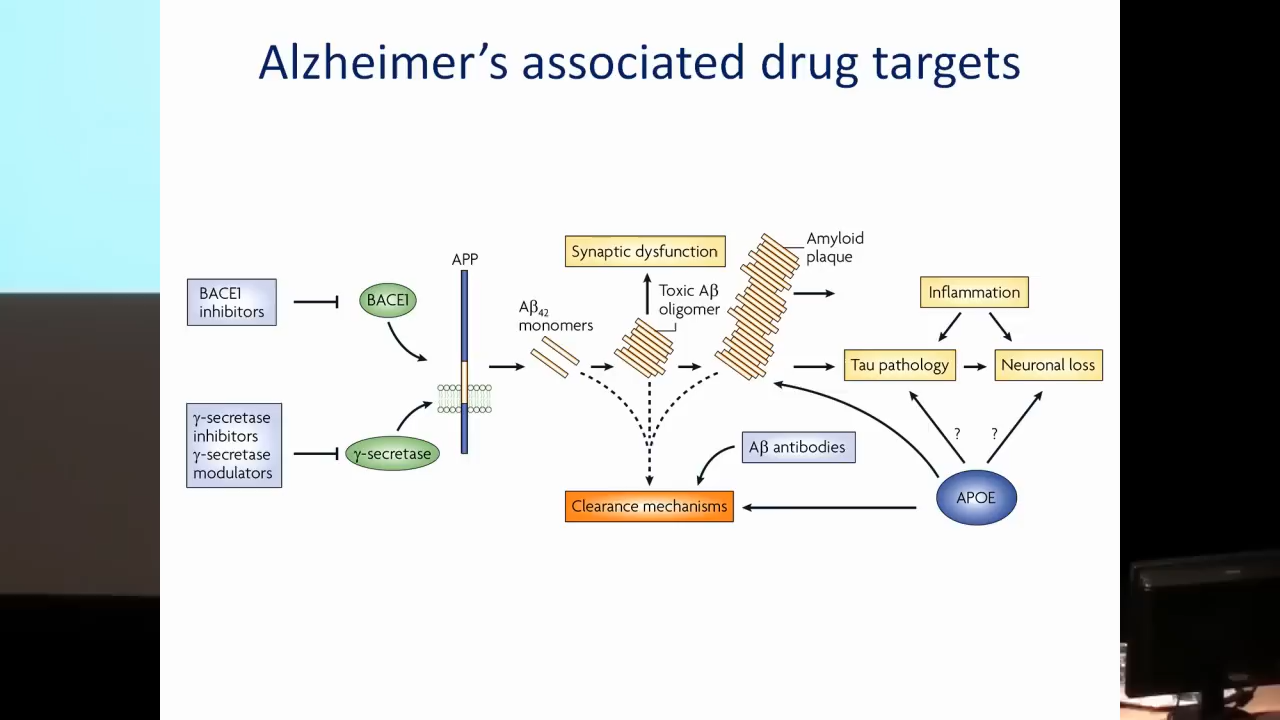 Alzheimer's associated drug targets
BACE1
inhibitors
BACE1
APP
Aβ42
monomers
Synaptic dysfunction
Toxic Aβ
oligomer
Amyloid
plaque
Inflammation
Tau pathology
Neuronal loss
γ-secretase
inhibitors
γ-secretase
modulators
γ-secretase
Aβ antibodies
?
?
Clearance mechanisms
APOE